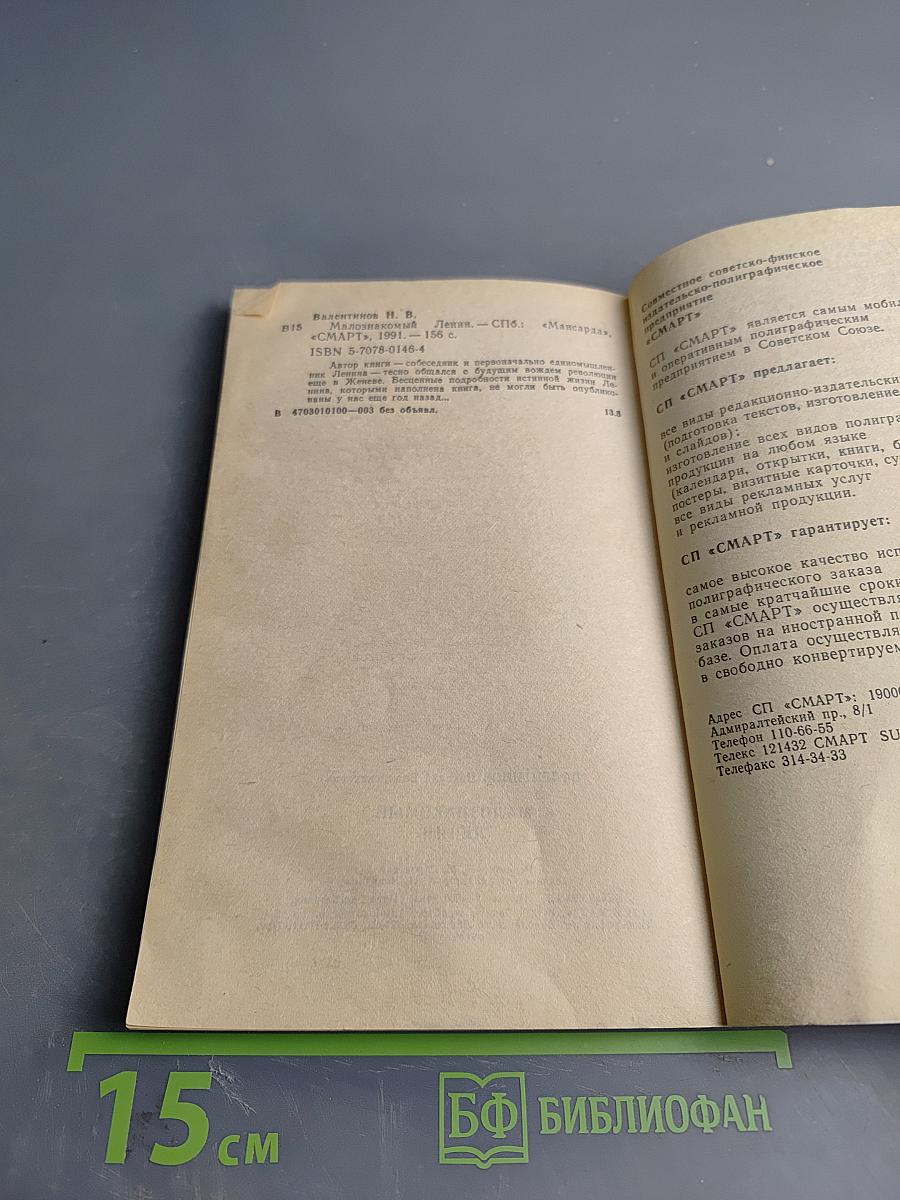 Валентинов Н. В.
В15 Малознакомый Ленин. — СПб.: «Мансарда»,
«СМАРТ», 1991. — 156 с.
ISBN 5-7078-0146-4
Автор книги — собеседник и первоначально единомышлен-
ник Ленина — тесно общался с будущим вождем революции
еще в Женеве. Бесценные подробности истинной жизни Ле-
нина, которыми наполнена книга, не могли быть опублико-
ваны у нас еще год назад...
В 4703010100—003 без объявл. 13.8
Совместное советско-финское
издательско-полиграфическое
предприятие
«СМАРТ»
СП «СМАРТ» является самым мобил
и оперативным полиграфическим
предприятием в Советском Союзе.
СП «СМАРТ» предлагает:
все виды редакционно-издательски
(подготовка текстов, изготовление
и слайдов);
изготовление всех видов полигра
продукции на любом языке
(календари, открытки, книги, б
постеры, визитные карточки, су
все виды рекламных услуг
и рекламной продукции.
СП «СМАРТ» гарантирует:
самое высокое качество исп
полиграфического заказа
в самые кратчайшие сроки
СП «СМАРТ» осуществля
заказов на иностранной п
базе. Оплата осуществля
в свободно конвертируем
Адрес СП «СМАРТ»: 19000
Адмиралтейский пр., 8/1
Телефон 110-66-55
Телекс 121432 СМАРТ SU
Телефакс 314-34-33
15 см
БФ БИБЛИОФАН